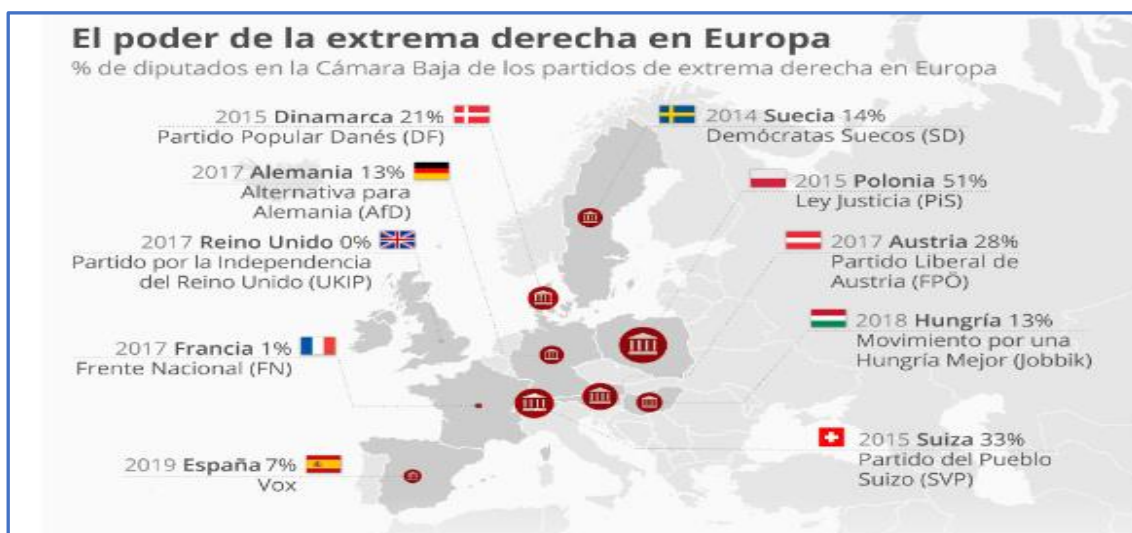 El poder de la extrema derecha en Europa
% de diputados en la Cámara Baja de los partidos de extrema derecha en Europa
2015 Dinamarca 21%
Partido Popular Danés (DF)
2017 Alemania 13%
Alternativa para
Alemania (AfD)
2017 Reino Unido 0%
Partido por la Independencia
del Reino Unido (UKIP)
2017 Francia 1%
Frente Nacional (FN)
2019 España 7%
Vox
2014 Suecia 14%
Demócratas Suecos (SD)
2015 Polonia 51%
Ley Justicia (PiS)
2017 Austria 28%
Partido Liberal de
Austria (FPÖ)
2018 Hungría 13%
Movimiento por una
Hungría Mejor (Jobbik)
2015 Suiza 33%
Partido del Pueblo
Suizo (SVP)